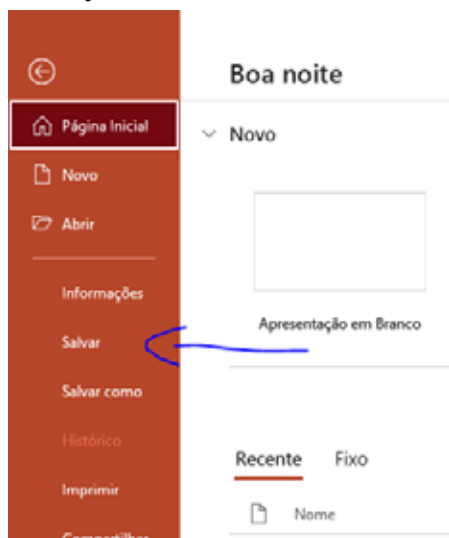 Boa noite
Página Inicial
Novo
Novo
Abrir
Informações
Apresentação em Branco
Salvar
Salvar como
Histórico
Recente Fixo
Imprimir
Nome
Compartilhar